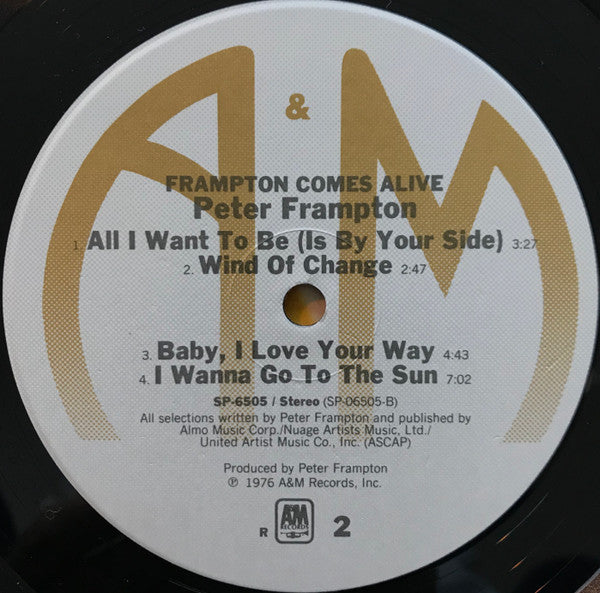 A & M
FRAMPTON COMES ALIVE
Peter Frampton
1. All I Want To Be (Is By Your Side) 3:27
2. Wind Of Change 2:47
3. Baby, I Love Your Way 4:43
4. I Wanna Go To The Sun 7:02
SP-6505 / Stereo (SP-06505-B)
All selections written by Peter Frampton and published by
Almo Music Corp./Nuage Artists Music, Ltd./
United Artist Music Co., Inc. (ASCAP)
Produced by Peter Frampton
℗ 1976 A&M Records, Inc.
R A&M RECORDS 2